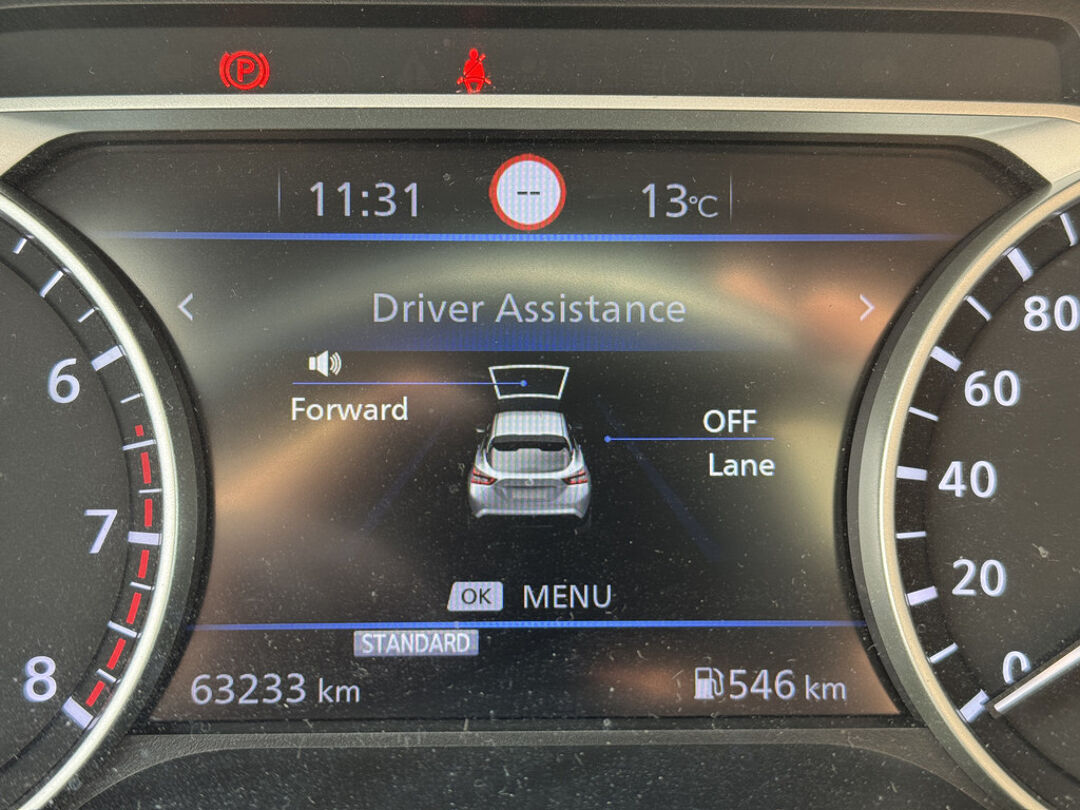 P
11:31 -- 13°C
< Driver Assistance >
Forward
OFF
Lane
OK MENU
STANDARD
63233 km 546 km
6
7
8
80
60
40
20
0